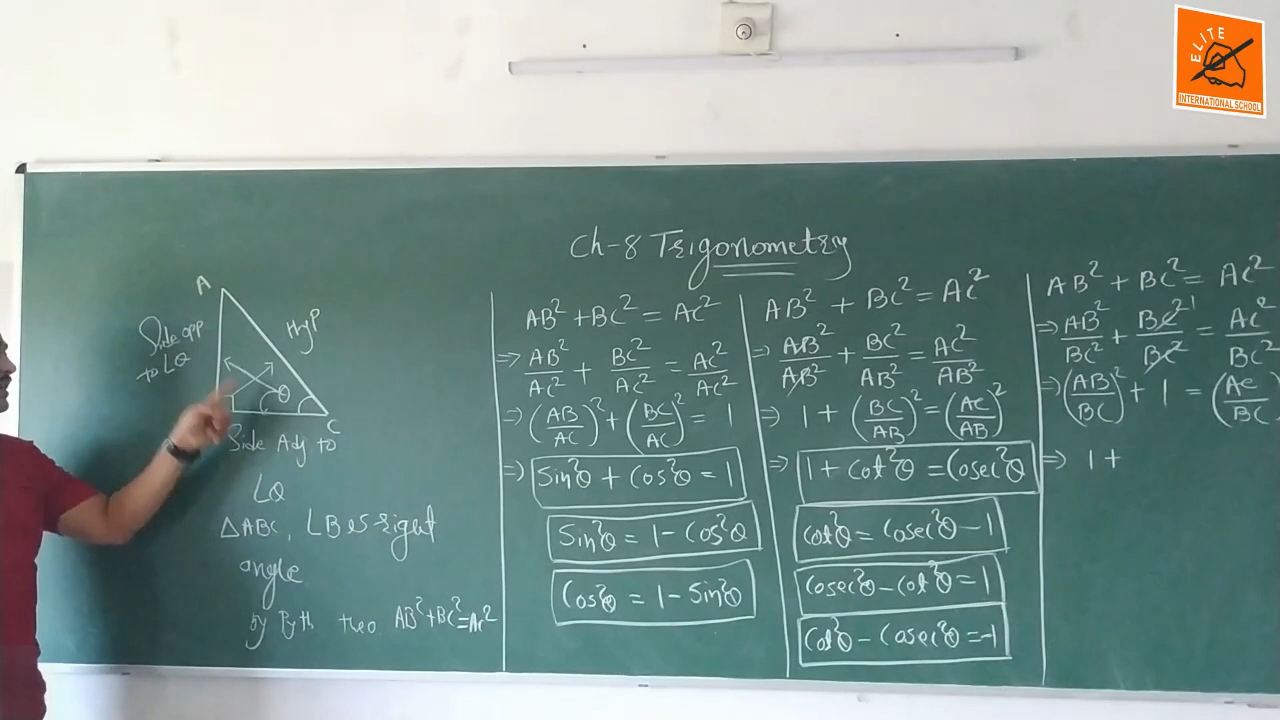 ELITE
INTERNATIONAL SCHOOL
Ch-8 Trigonometry
A
Side opp
to ∠θ
Hyp
θ
C
Side Adj to
∠θ
△ABC, ∠B is right
angle
by Pyth theo AB²+BC²=AC²
AB² + BC² = AC²
⇒ AB²/AC² + BC²/AC² = AC²/AC²
⇒ (AB/AC)² + (BC/AC)² = 1
⇒ Sin²θ + Cos²θ = 1
Sin²θ = 1 - Cos²θ
Cos²θ = 1 - Sin²θ
AB² + BC² = AC²
⇒ AB²/AB² + BC²/AB² = AC²/AB²
⇒ 1 + (BC/AB)² = (AC/AB)²
⇒ 1 + Cot²θ = Cosec²θ
Cot²θ = Cosec²θ - 1
Cosec²θ - Cot²θ = 1
Cot²θ - Cosec²θ = -1
AB² + BC² = AC²
⇒ AB²/BC² + BC²/BC² 1 = AC²/BC²
⇒ (AB/BC)² + 1 = (AC/BC
⇒ 1 +